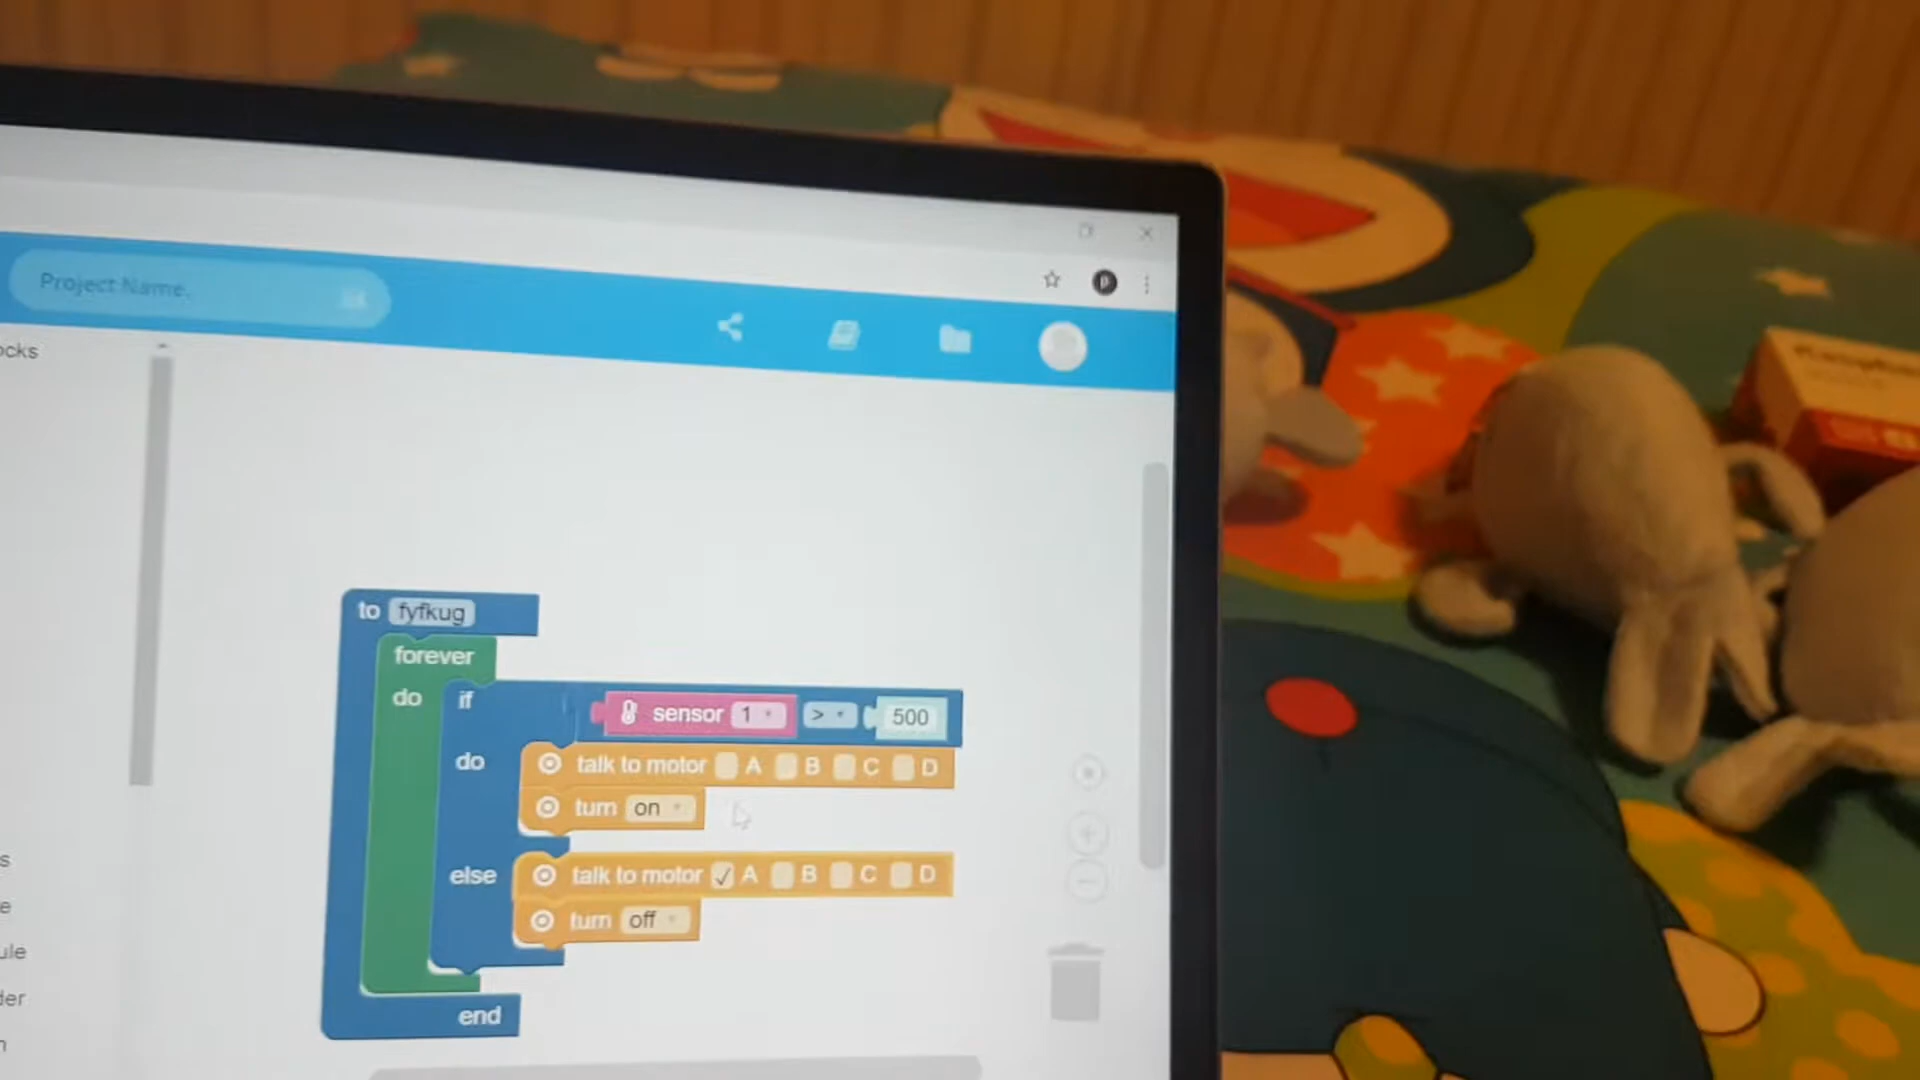 Project Name.
ocks
to fyfkug
forever
do if sensor 1 > 500
do talk to motor A B C D
turn on
else talk to motor A B C D
turn off
end
s
e
ule
der
n